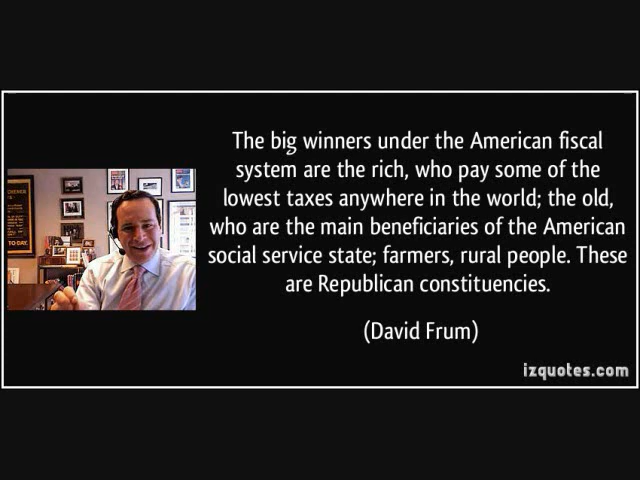 The big winners under the American fiscal
system are the rich, who pay some of the
lowest taxes anywhere in the world; the old,
who are the main beneficiaries of the American
social service state; farmers, rural people. These
are Republican constituencies.
(David Frum)
izquotes.com